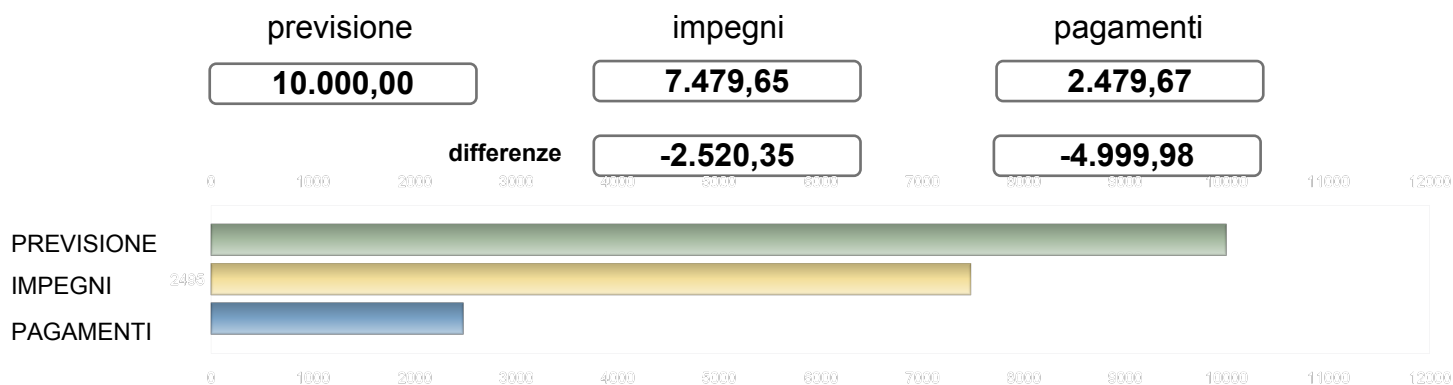 previsione impegni pagamenti
10.000,00 7.479,65 2.479,67
differenze -2.520,35 -4.999,98
0 1000 2000 3000 4000 5000 6000 7000 8000 9000 10000 11000 12000
PREVISIONE
IMPEGNI 2495
PAGAMENTI
0 1000 2000 3000 4000 5000 6000 7000 8000 9000 10000 11000 12000